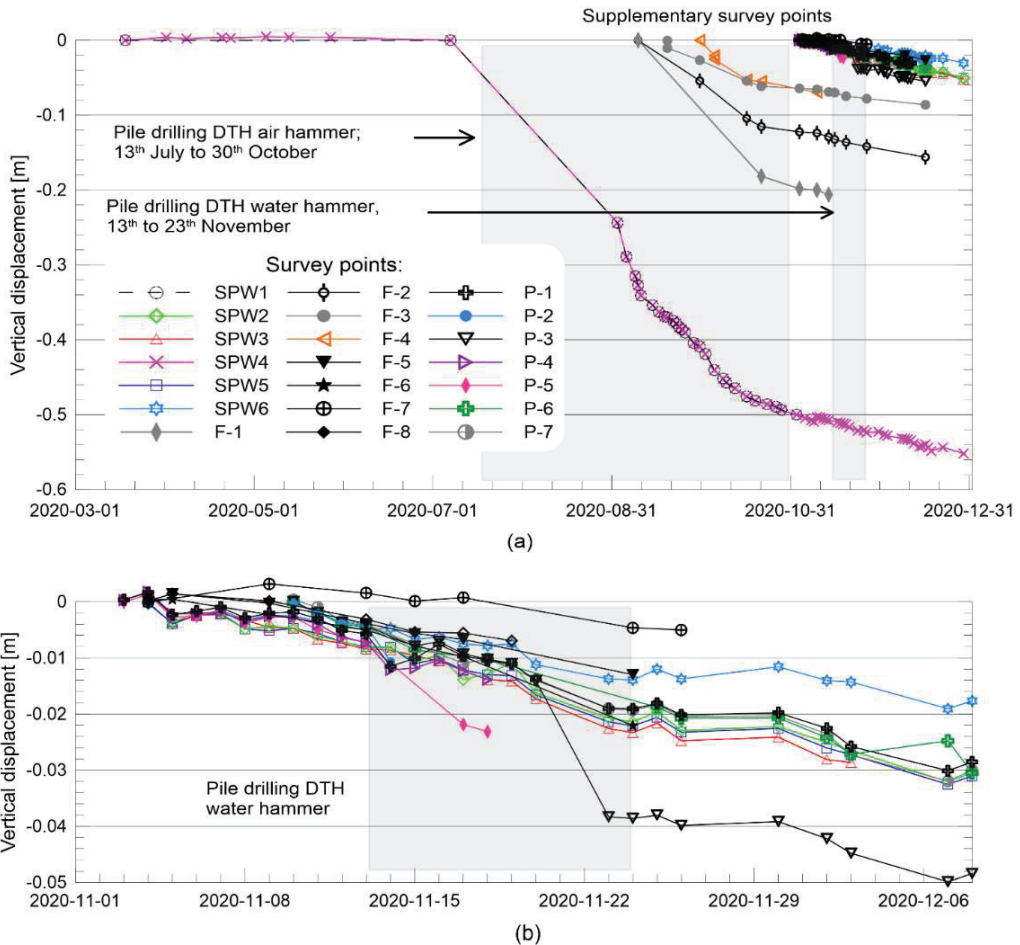 Supplementary survey points
0
-0.1
-0.2
-0.3
-0.4
-0.5
-0.6
Vertical displacement [m]
Pile drilling DTH air hammer;
13th July to 30th October
Pile drilling DTH water hammer,
13th to 23th November
Survey points:
SPW1 F-2 P-1
SPW2 F-3 P-2
SPW3 F-4 P-3
SPW4 F-5 P-4
SPW5 F-6 P-5
SPW6 F-7 P-6
F-1 F-8 P-7
2020-03-01 2020-05-01 2020-07-01 2020-08-31 2020-10-31 2020-12-31
(a)
0
-0.01
-0.02
-0.03
-0.04
-0.05
Vertical displacement [m]
Pile drilling DTH
water hammer
2020-11-01 2020-11-08 2020-11-15 2020-11-22 2020-11-29 2020-12-06
(b)